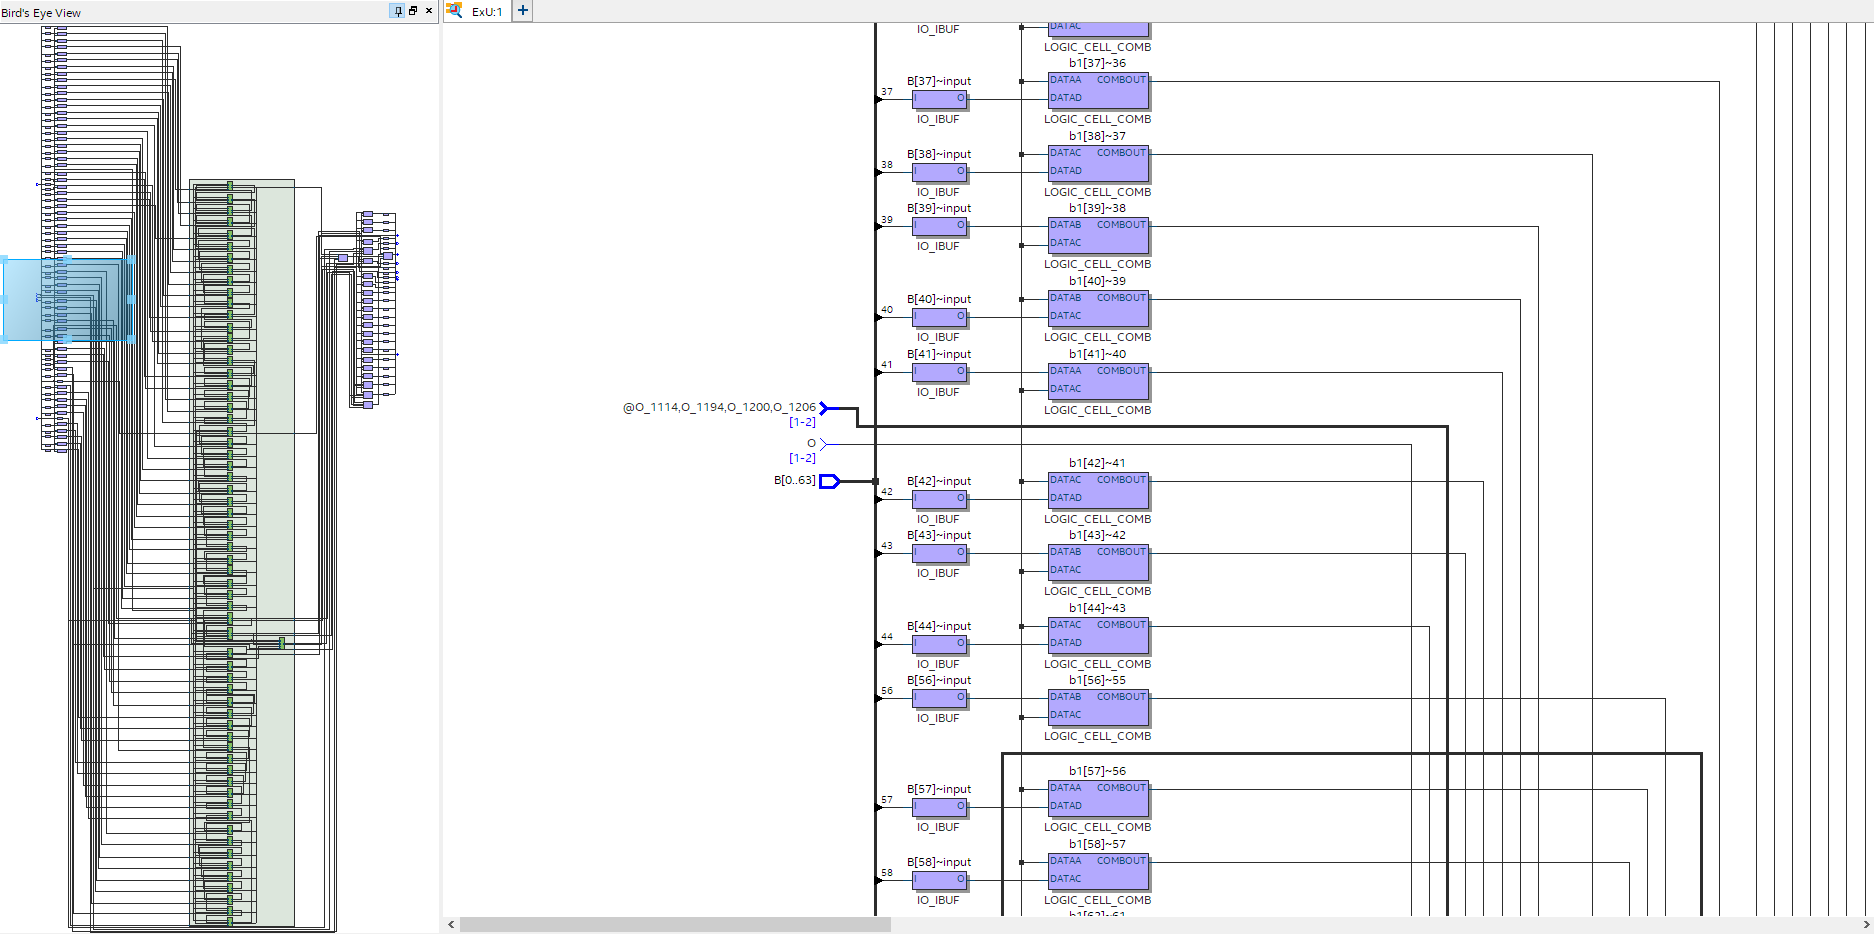 Bird's Eye View
ExU:1
IO_IBUF
DATAC
LOGIC_CELL_COMB
b1[37]~36
B[37]~input
DATAA COMBOUT
37
I O
DATAD
IO_IBUF
LOGIC_CELL_COMB
b1[38]~37
B[38]~input
DATAC COMBOUT
38
I O
DATAD
IO_IBUF
LOGIC_CELL_COMB
B[39]~input
b1[39]~38
39
I O
DATAB COMBOUT
DATAC
IO_IBUF
LOGIC_CELL_COMB
b1[40]~39
B[40]~input
DATAB COMBOUT
40
I O
DATAC
IO_IBUF
LOGIC_CELL_COMB
B[41]~input
b1[41]~40
41
I O
DATAA COMBOUT
DATAC
IO_IBUF
LOGIC_CELL_COMB
@O_1114,O_1194,O_1200,O_1206
[1-2]
O
[1-2]
B[0..63]
b1[42]~41
B[42]~input
DATAC COMBOUT
42
I O
DATAD
IO_IBUF
LOGIC_CELL_COMB
B[43]~input
b1[43]~42
43
I O
DATAB COMBOUT
DATAC
IO_IBUF
LOGIC_CELL_COMB
b1[44]~43
B[44]~input
DATAC COMBOUT
44
I O
DATAD
IO_IBUF
LOGIC_CELL_COMB
B[56]~input
b1[56]~55
56
I O
DATAB COMBOUT
DATAC
IO_IBUF
LOGIC_CELL_COMB
b1[57]~56
B[57]~input
DATAA COMBOUT
57
I O
DATAD
IO_IBUF
LOGIC_CELL_COMB
b1[58]~57
B[58]~input
DATAA COMBOUT
58
I O
DATAC
IO_IBUF
LOGIC_CELL_COMB